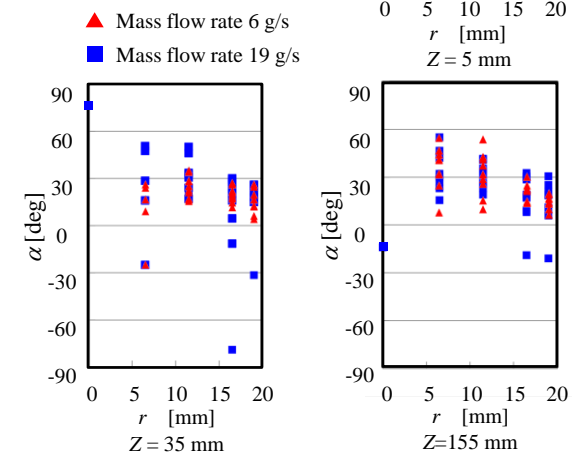 Mass flow rate 6 g/s
Mass flow rate 19 g/s
0 5 10 15 20
r [mm]
Z = 5 mm
90
60
30
0
-30
-60
-90
α [deg]
0 5 10 15 20
r [mm]
Z = 35 mm
90
60
30
0
-30
-60
-90
α [deg]
0 5 10 15 20
r [mm]
Z=155 mm